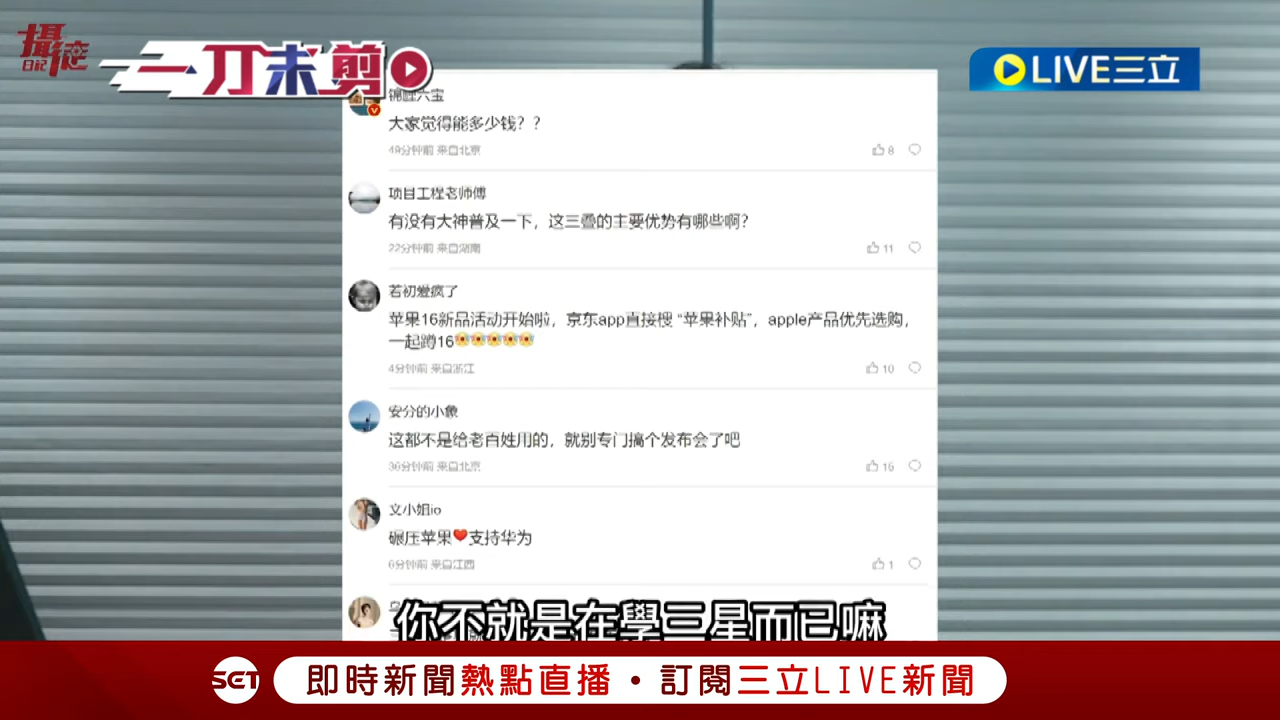 攝徒
日記
一刀未剪
LIVE三立
锦鲤六宝
大家觉得能多少钱？？
49分钟前 来自北京
8
项目工程老师傅
有没有大神普及一下，这三叠的主要优势有哪些啊？
22分钟前 来自湖南
11
若初爱疯了
苹果16新品活动开始啦，京东app直接搜“苹果补贴”，apple产品优先选购，
一起蹲16
4分钟前 来自浙江
10
安分的小象
这都不是给老百姓用的，就别专门搞个发布会了吧
36分钟前 来自北京
16
文小姐io
碾压苹果❤支持华为
6分钟前 来自江西
1
你不就是在學三星而已嘛
SET 即時新聞熱點直播・訂閱三立LIVE新聞